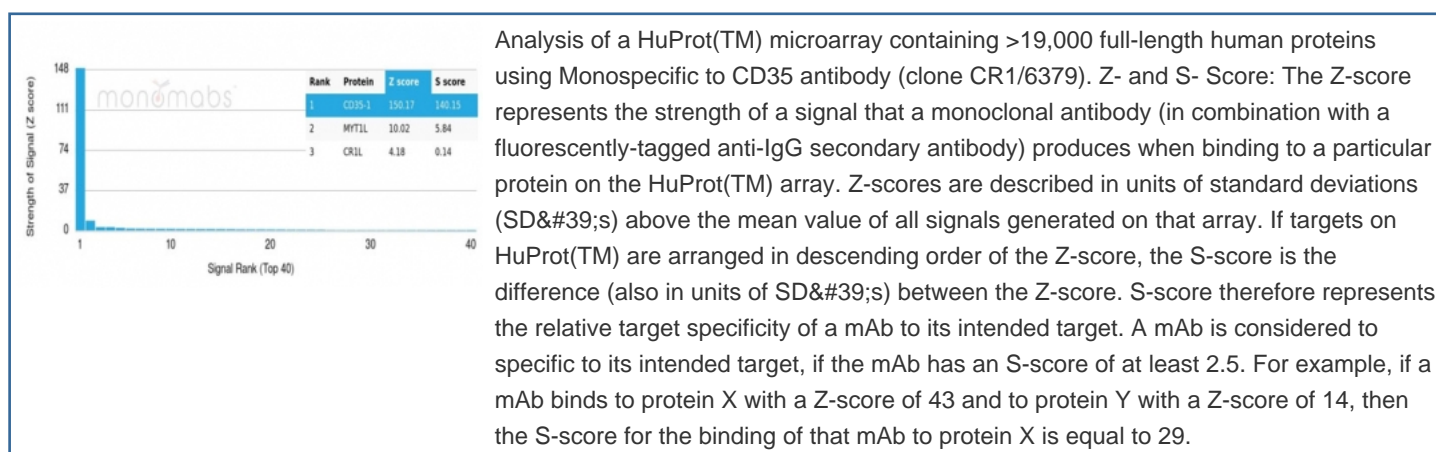 148
111
74
37
0
Strength of Signal (Z score)
monomabs
Rank Protein Z score S score
1 CD35-1 150.17 140.15
2 MYT1L 10.02 5.84
3 CR1L 4.18 0.14
1 10 20 30 40
Signal Rank (Top 40)
Analysis of a HuProt(TM) microarray containing >19,000 full-length human proteins
using Monospecific to CD35 antibody (clone CR1/6379). Z- and S- Score: The Z-score
represents the strength of a signal that a monoclonal antibody (in combination with a
fluorescently-tagged anti-IgG secondary antibody) produces when binding to a particular
protein on the HuProt(TM) array. Z-scores are described in units of standard deviations
(SD&#39;s) above the mean value of all signals generated on that array. If targets on
HuProt(TM) are arranged in descending order of the Z-score, the S-score is the
difference (also in units of SD&#39;s) between the Z-score. S-score therefore represents
the relative target specificity of a mAb to its intended target. A mAb is considered to
specific to its intended target, if the mAb has an S-score of at least 2.5. For example, if a
mAb binds to protein X with a Z-score of 43 and to protein Y with a Z-score of 14, then
the S-score for the binding of that mAb to protein X is equal to 29.